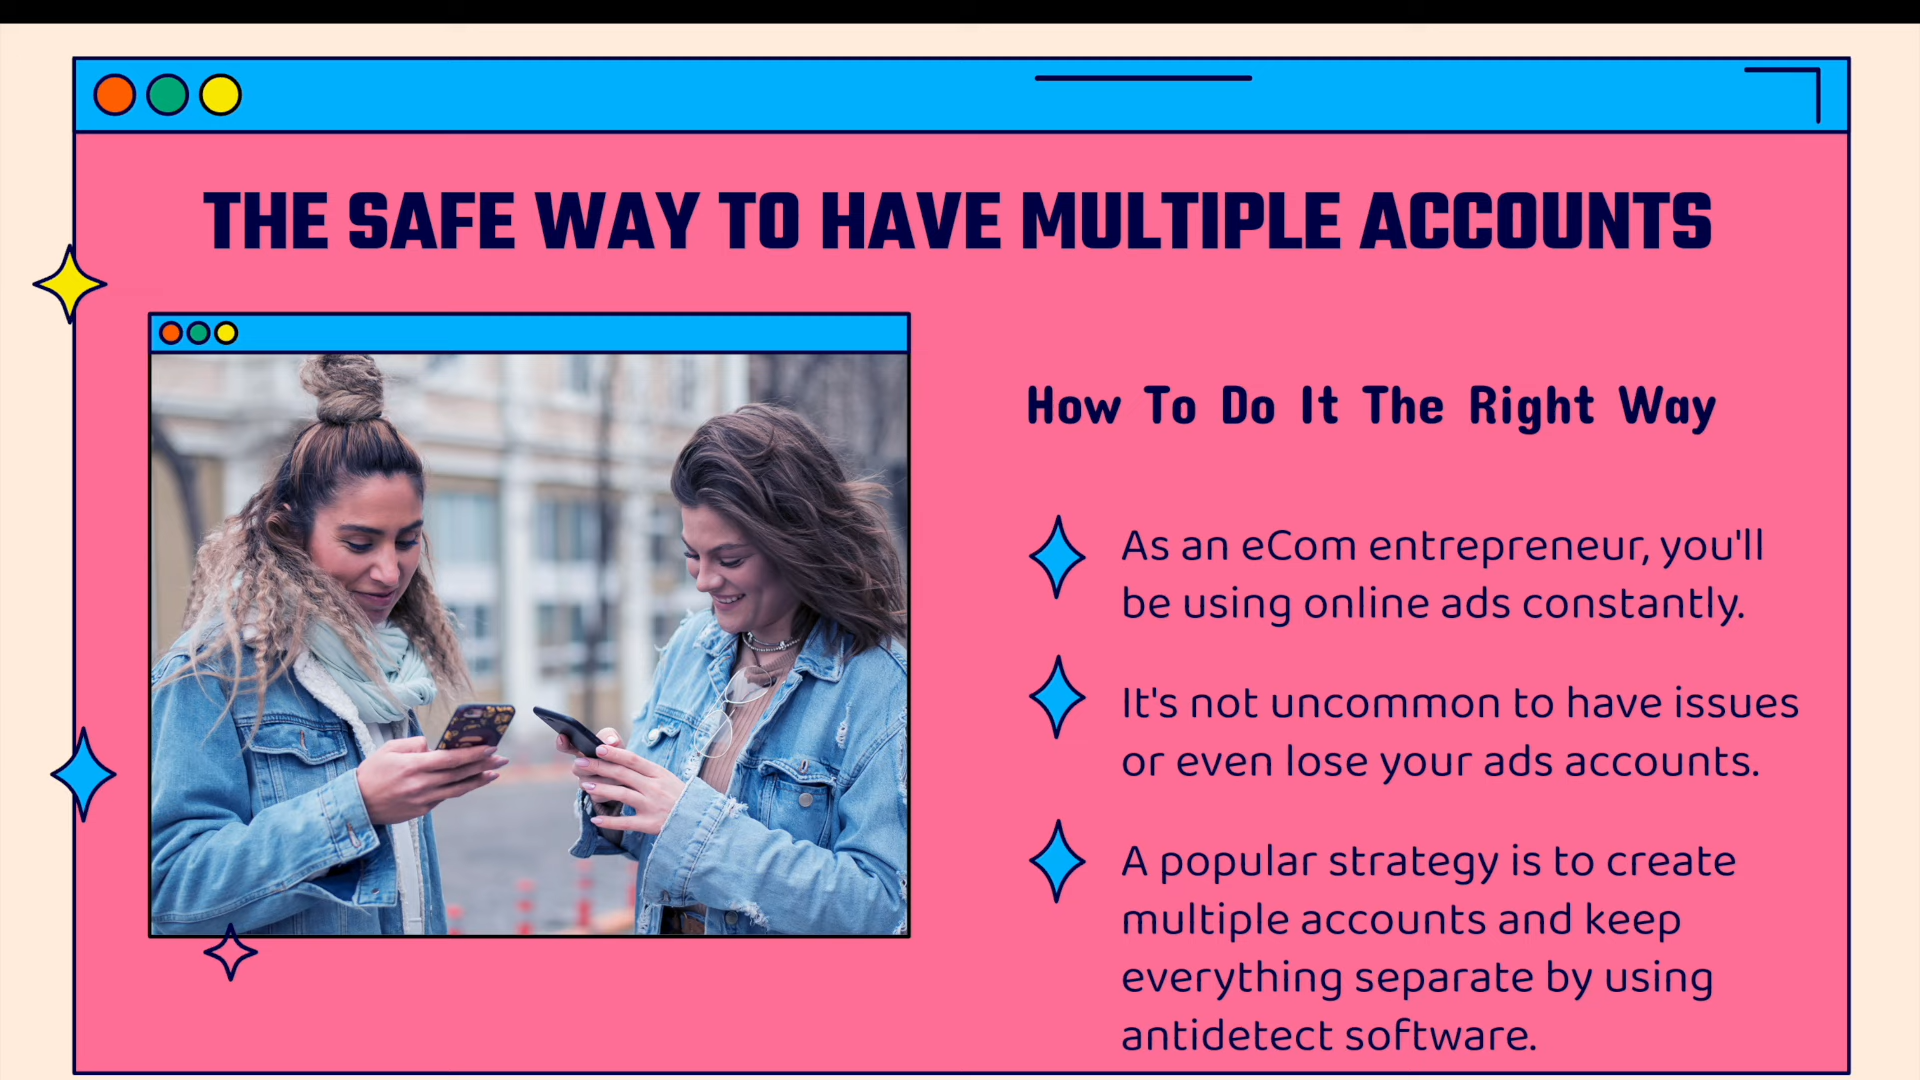 THE SAFE WAY TO HAVE MULTIPLE ACCOUNTS
How To Do It The Right Way
As an eCom entrepreneur, you'll
be using online ads constantly.
It's not uncommon to have issues
or even lose your ads accounts.
A popular strategy is to create
multiple accounts and keep
everything separate by using
antidetect software.